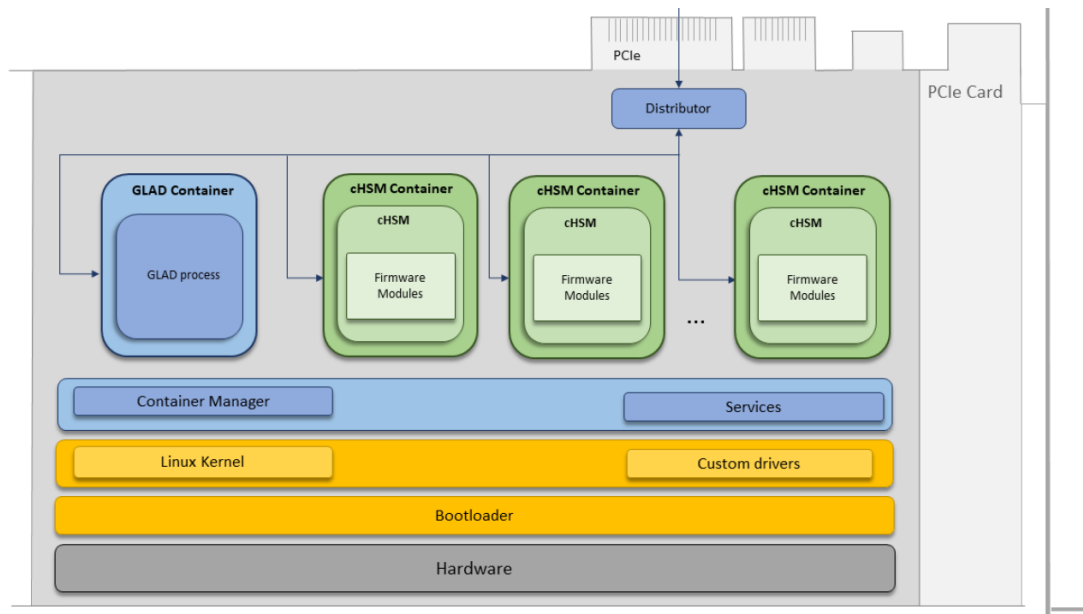 PCIe
PCIe Card
Distributor
GLAD Container
cHSM Container
cHSM Container
cHSM Container
cHSM
cHSM
cHSM
GLAD process
Firmware
Modules
Firmware
Modules
Firmware
Modules
...
Container Manager
Services
Linux Kernel
Custom drivers
Bootloader
Hardware